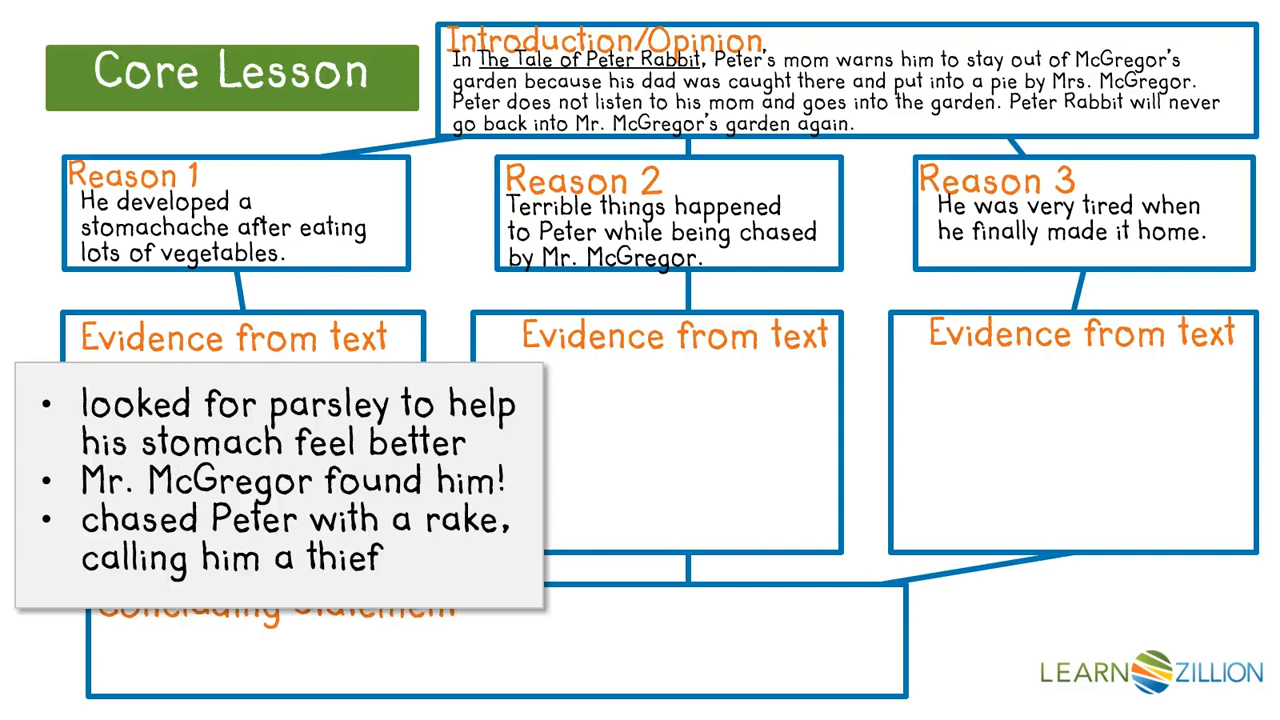 Core Lesson
Introduction/Opinion
In The Tale of Peter Rabbit, Peter's mom warns him to stay out of McGregor's
garden because his dad was caught there and put into a pie by Mrs. McGregor.
Peter does not listen to his mom and goes into the garden. Peter Rabbit will never
go back into Mr. McGregor's garden again.
Reason 1
He developed a
stomachache after eating
lots of vegetables.
Reason 2
Terrible things happened
to Peter while being chased
by Mr. McGregor.
Reason 3
He was very tired when
he finally made it home.
Evidence from text
• looked for parsley to help
his stomach feel better
• Mr. McGregor found him!
• chased Peter with a rake,
calling him a thief
Evidence from text
Evidence from text
Concluding Statement
LEARNZILLION